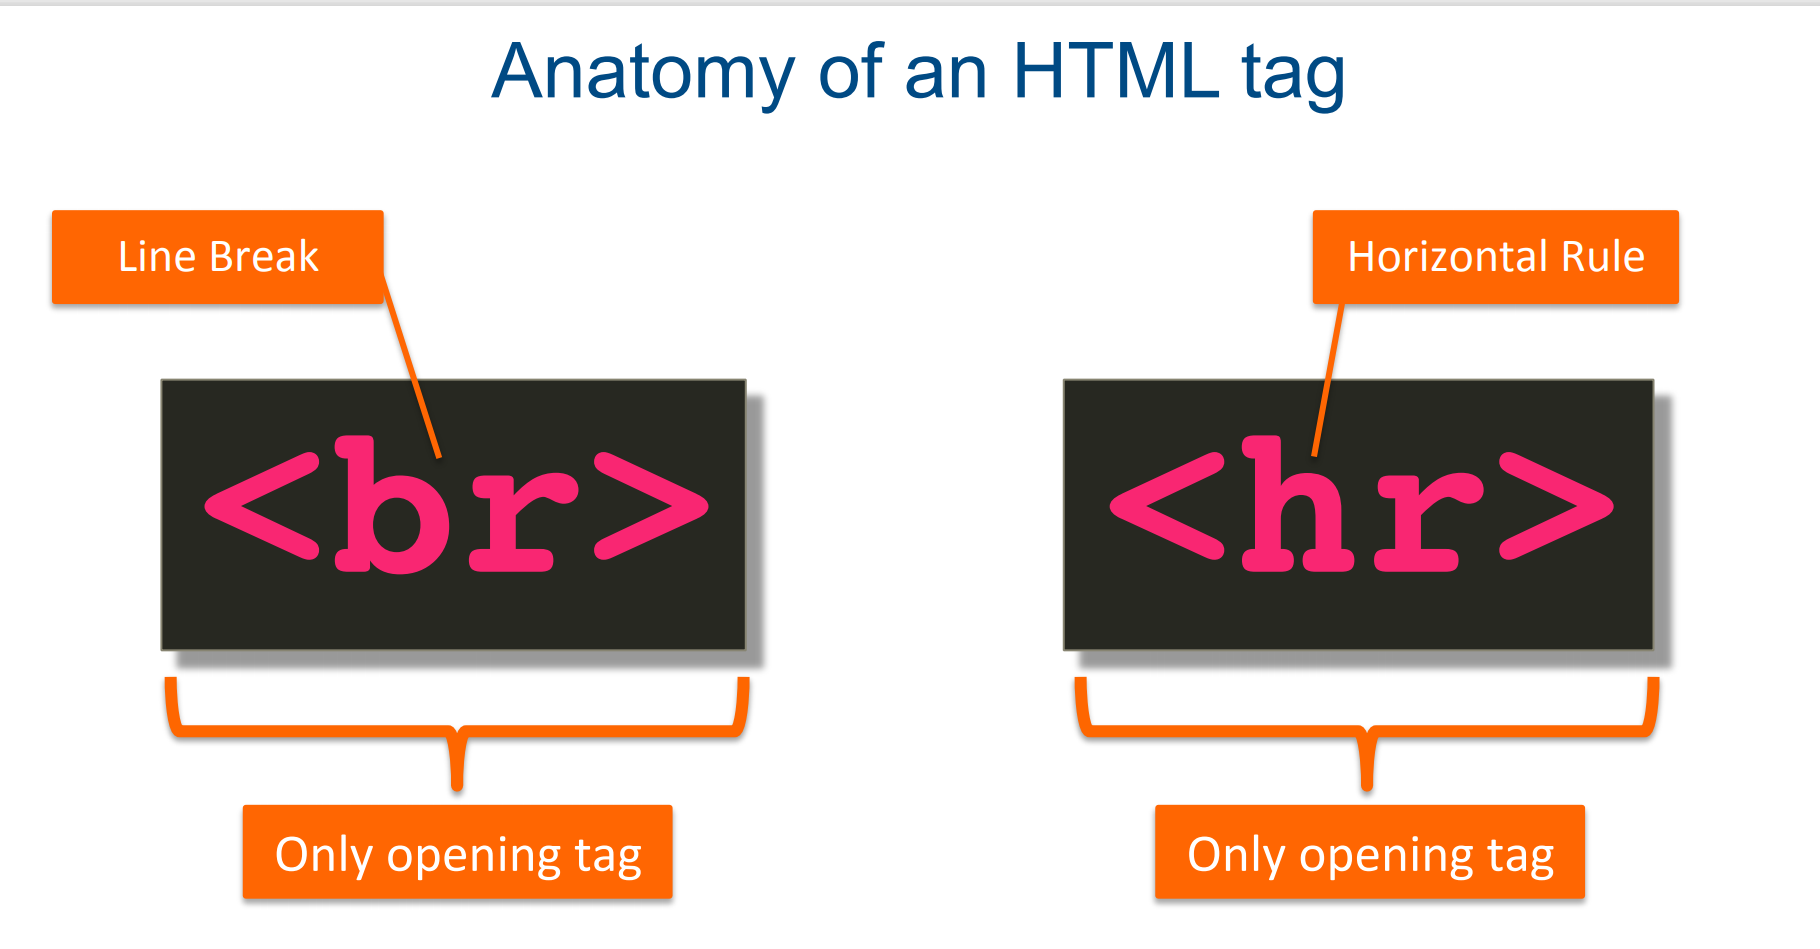 Anatomy of an HTML tag
Line Break
Horizontal Rule
<br>
<hr>
Only opening tag
Only opening tag